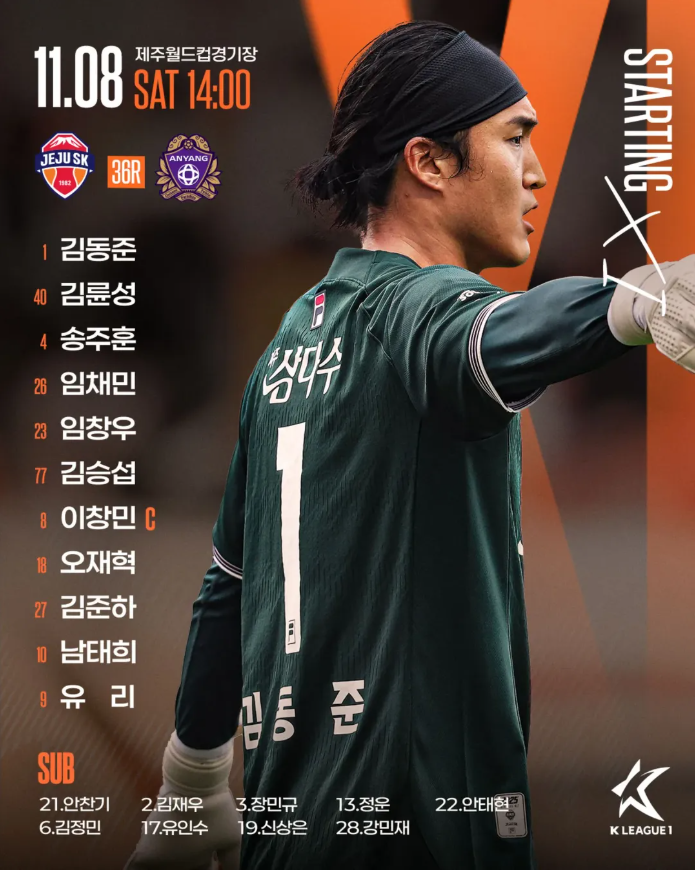 11.08
제주월드컵경기장
SAT 14:00
JEJU SK
1982
36R
ANYANG
STARTING
XI
1 김동준
40 김륜성
4 송주훈
26 임채민
23 임창우
77 김승섭
8 이창민 C
18 오재혁
27 김준하
10 남태희
9 유 리
삼다수
1
김동준
SUB
21.안찬기 2.김재우 3.장민규 13.정운 22.안태현
6.김정민 17.유인수 19.신상은 28.강민재
K LEAGUE 1